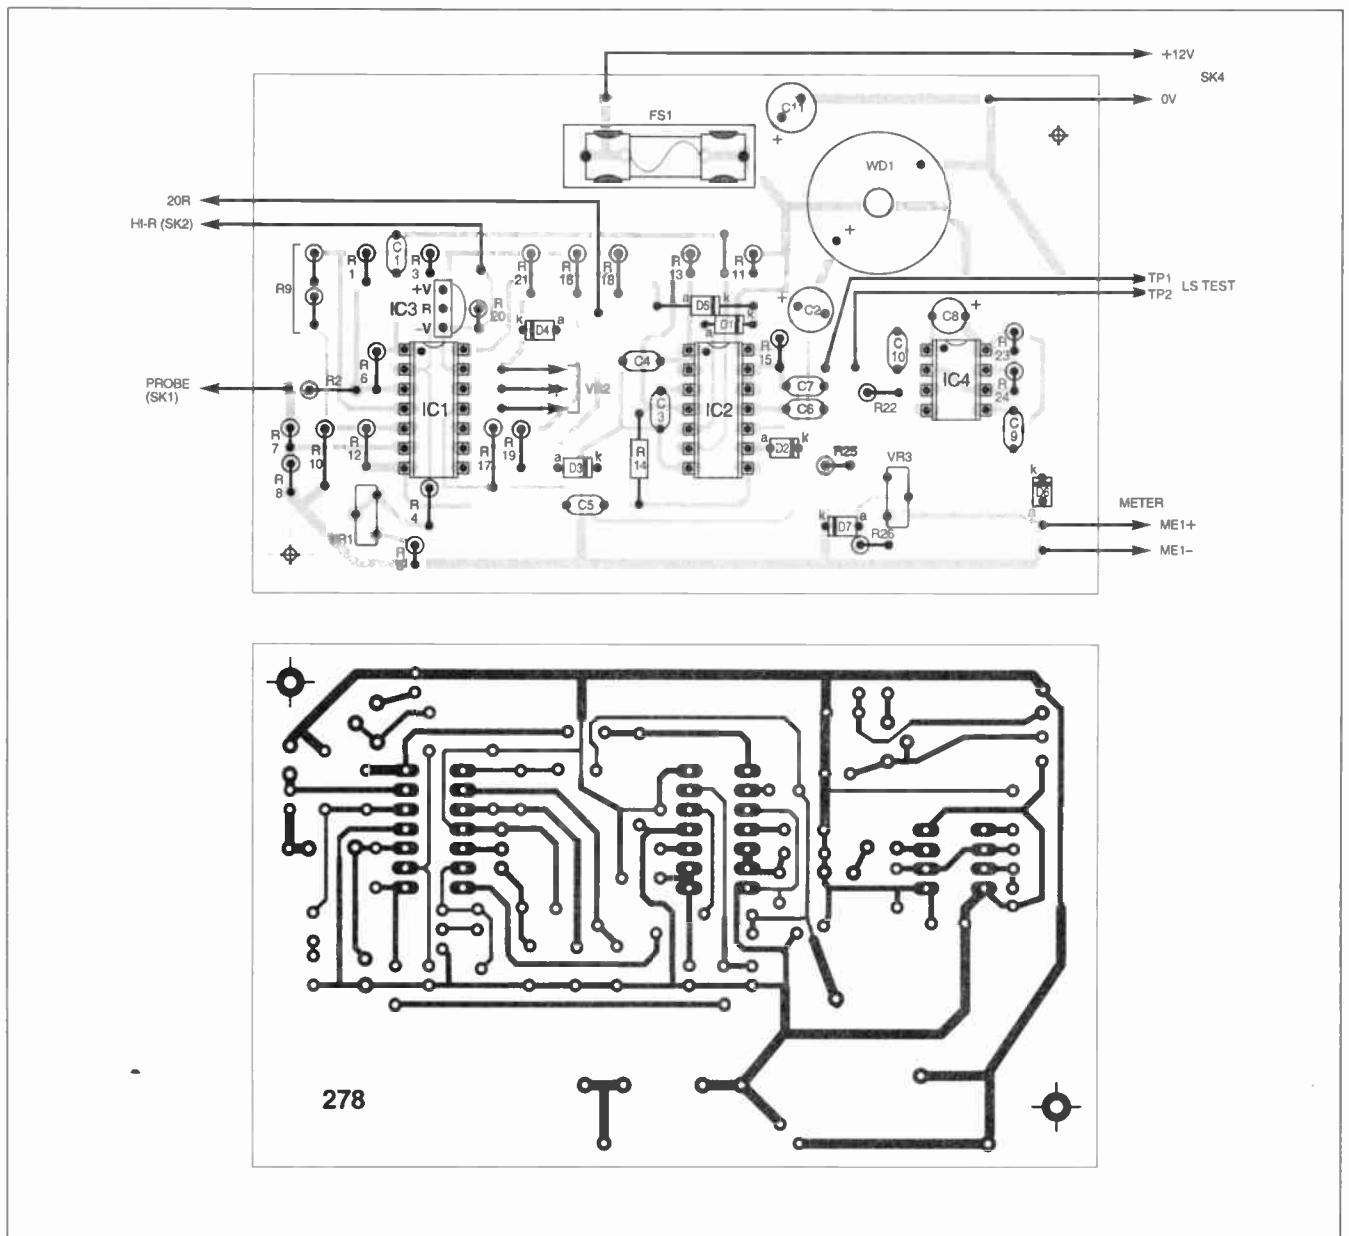 +12V
SK4
0V
C11
+
FS1
WD1
+
20R
HI-R (SK2)
R9
R 1
C 1
R 3
R 21
R 16
R 18
R 13
R 11
TP1
LS TEST
TP2
+V
IC3 R
V
R 20
k D4 a
a D5 k
a D1 k
+
C2
C8 +
R 6
C4
R 15
C 10
R 23
PROBE
(SK1)
R2
IC1
VR2
C 3
IC2
C7
C6
IC4
R22
R 24
R 7
R 10
R 12
R 17
R 19
R 14
a D2 k
C 9
R 8
a D3 k
R25
VR3
k
D6
a
R 4
C5
METER
VR1
k D7 a
R26
ME1+
ME1–
R
278